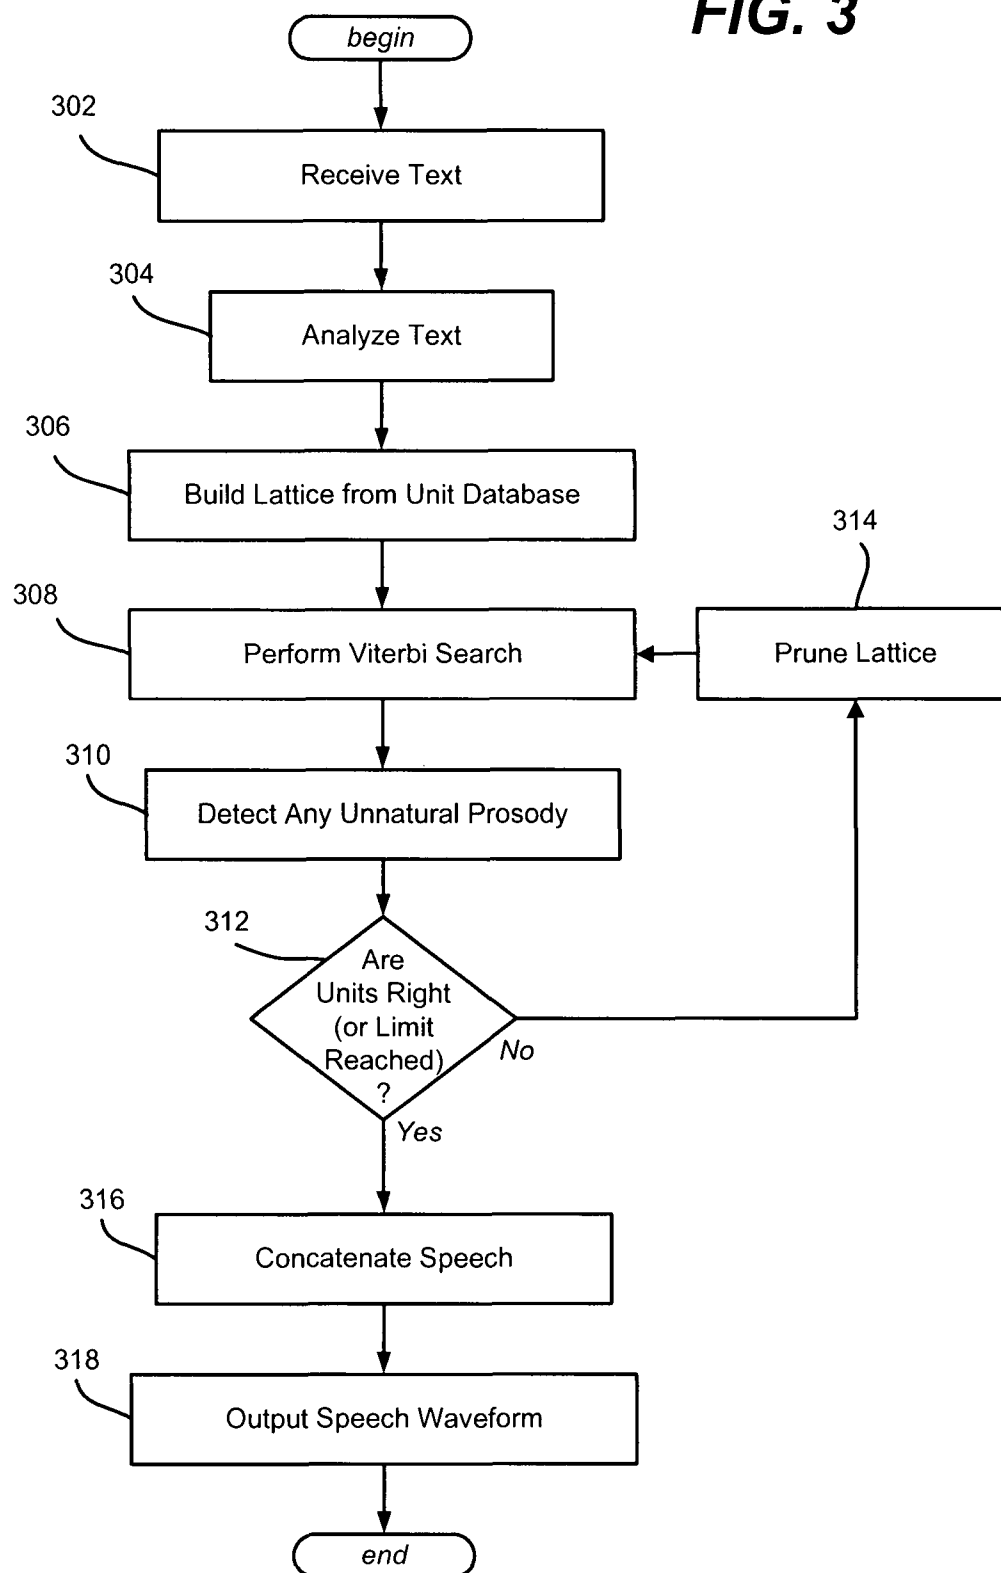 FIG. 3
begin
302
Receive Text
304
Analyze Text
306
Build Lattice from Unit Database
308
Perform Viterbi Search
314
Prune Lattice
310
Detect Any Unnatural Prosody
312
Are
Units Right
(or Limit
Reached)
?
No
Yes
316
Concatenate Speech
318
Output Speech Waveform
end